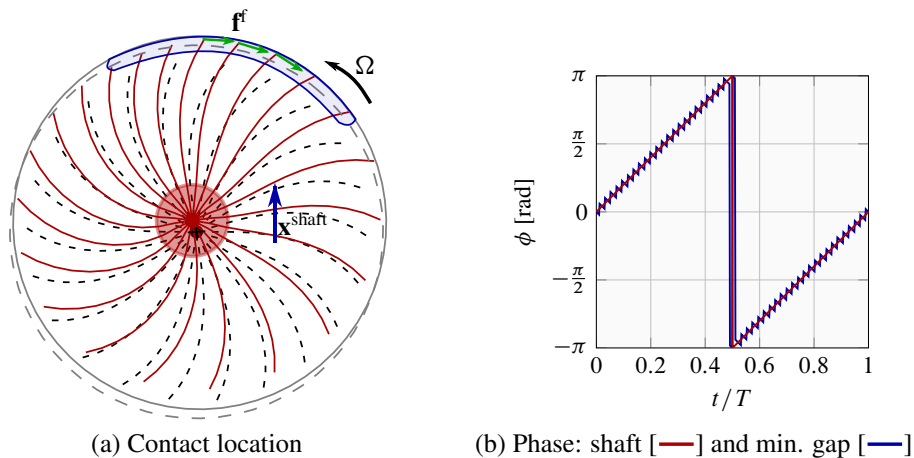 f^f
Ω
x^shaft
(a) Contact location
π
π/2
0
−π/2
−π
ϕ [rad]
0 0.2 0.4 0.6 0.8 1
t/T
(b) Phase: shaft [—] and min. gap [—]